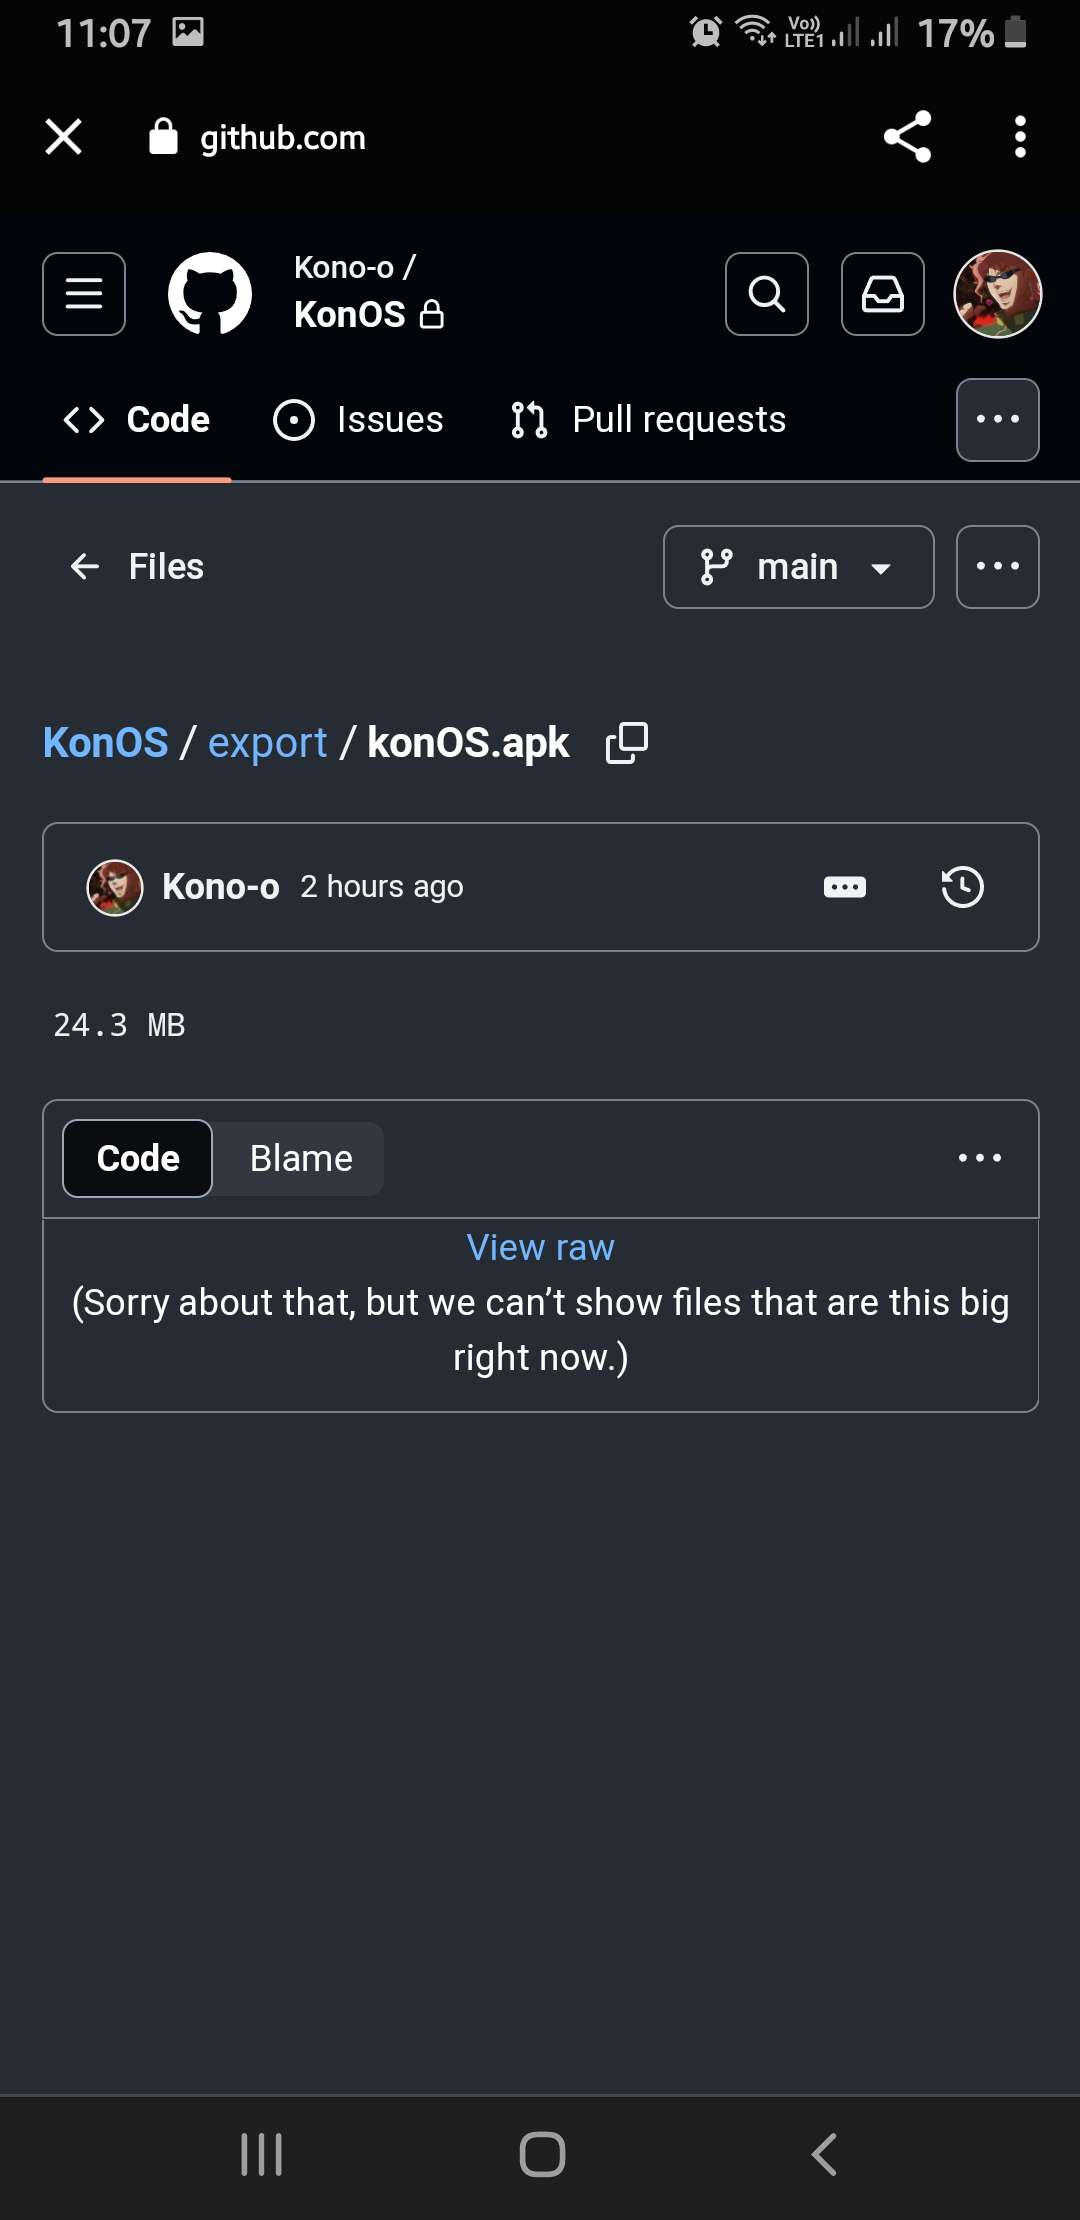 11:07 Vo)) LTE1 17%
github.com
Kono-o /
KonOS
Code Issues Pull requests
Files main
KonOS / export / konOS.apk
Kono-o 2 hours ago
24.3 MB
Code Blame
View raw
(Sorry about that, but we can’t show files that are this big
right now.)